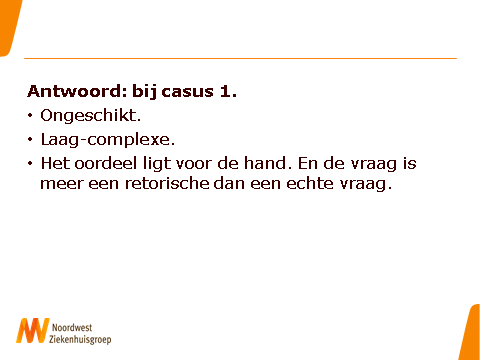 Antwoord: bij casus 1.
• Ongeschikt.
• Laag-complexe.
• Het oordeel ligt voor de hand. En de vraag is
meer een retorische dan een echte vraag.
Noordwest
Ziekenhuisgroep